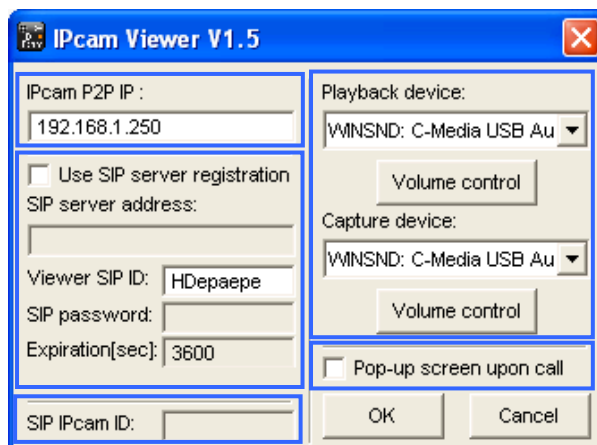 IPcam Viewer V1.5
IPcam P2P IP :
192.168.1.250
Use SIP server registration
SIP server address:
Viewer SIP ID: HDepaepe
SIP password:
Expiration[sec]: 3600
SIP IPcam ID:
Playback device:
WINSND: C-Media USB Au
Volume control
Capture device:
WINSND: C-Media USB Au
Volume control
Pop-up screen upon call
OK Cancel